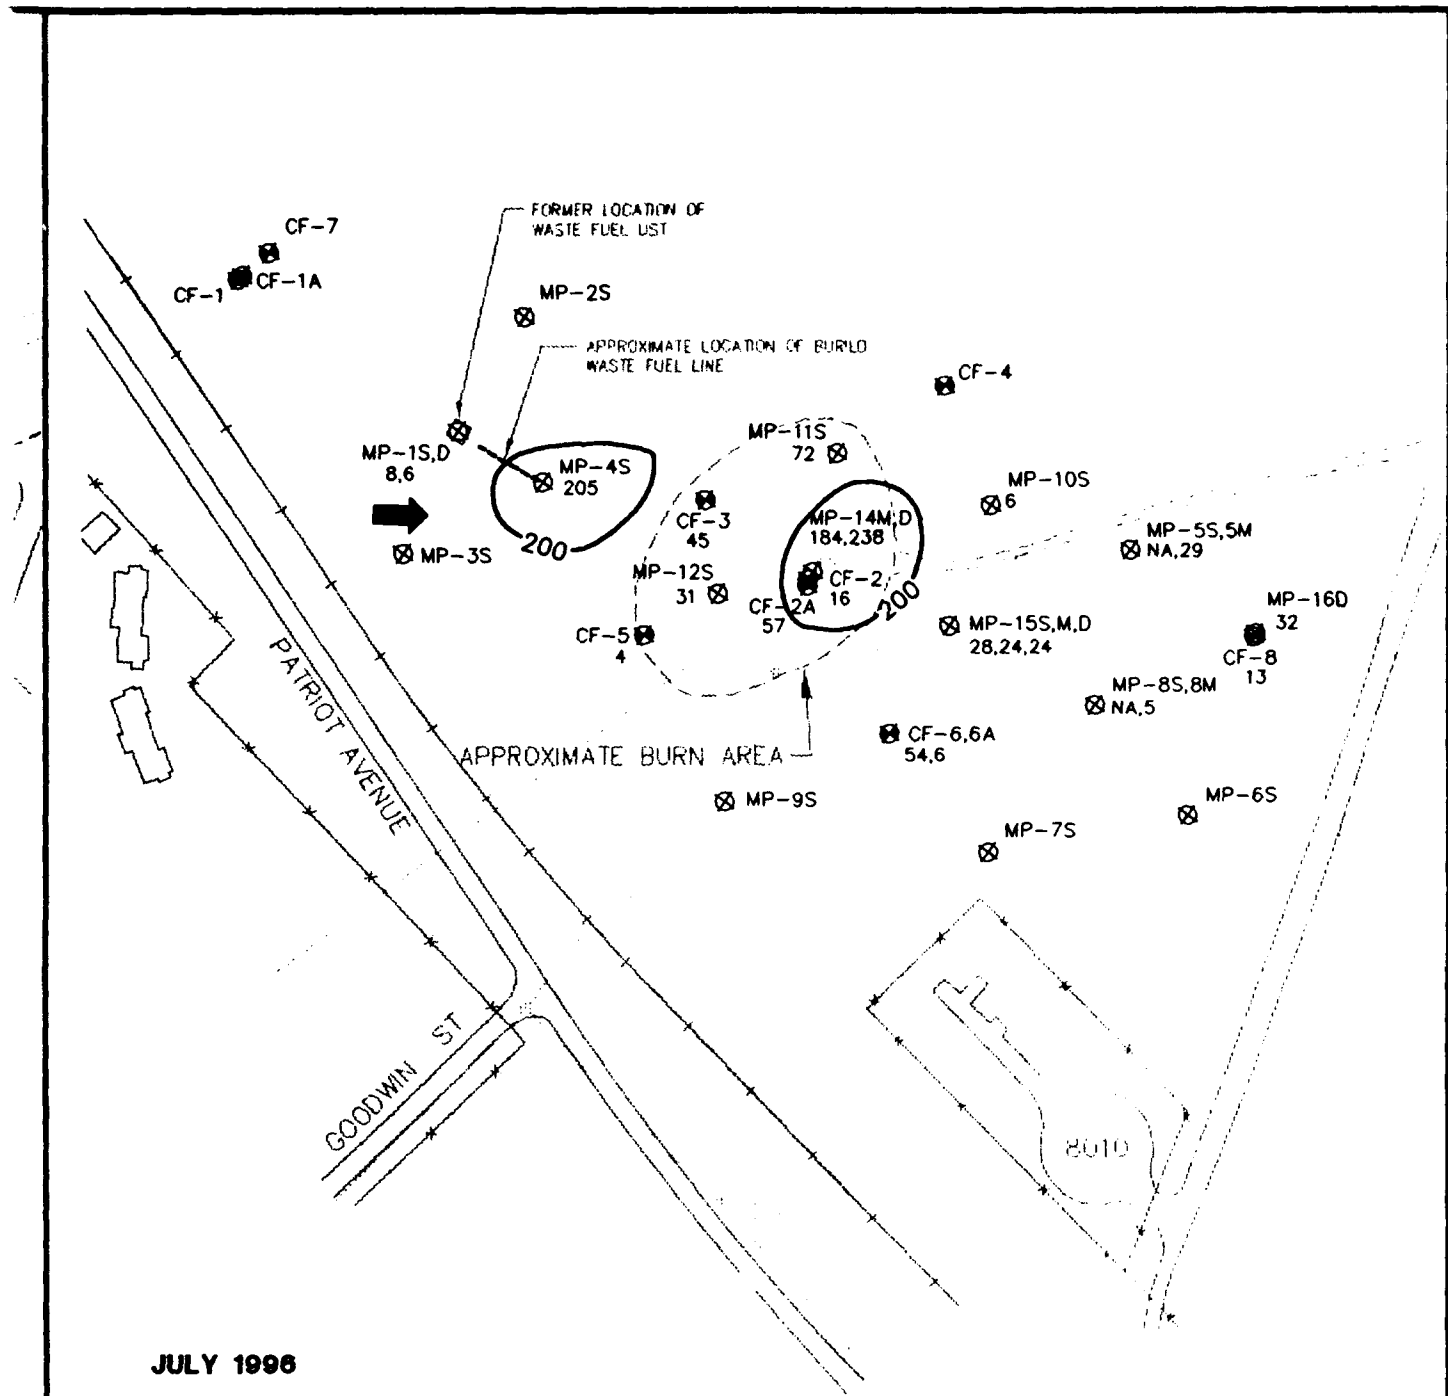 FORMER LOCATION OF
WASTE FUEL UST
CF-7
CF-1
CF-1A
MP-2S
APPROXIMATE LOCATION OF BURIED
WASTE FUEL LINE
CF-4
MP-1S,D
8,6
MP-4S
205
MP-11S
72
CF-3
45
MP-10S
6
MP-14M,D
184,238
200
MP-3S
MP-5S,5M
NA,29
MP-12S
31
CF-2
16
CF-2A
57
200
CF-5
4
MP-15S,M,D
28,24,24
MP-16D
32
CF-8
13
MP-8S,8M
NA,5
CF-6,6A
54,6
APPROXIMATE BURN AREA
PATRIOT AVENUE
MP-9S
MP-6S
MP-7S
GOODWIN ST
8010
JULY 1996